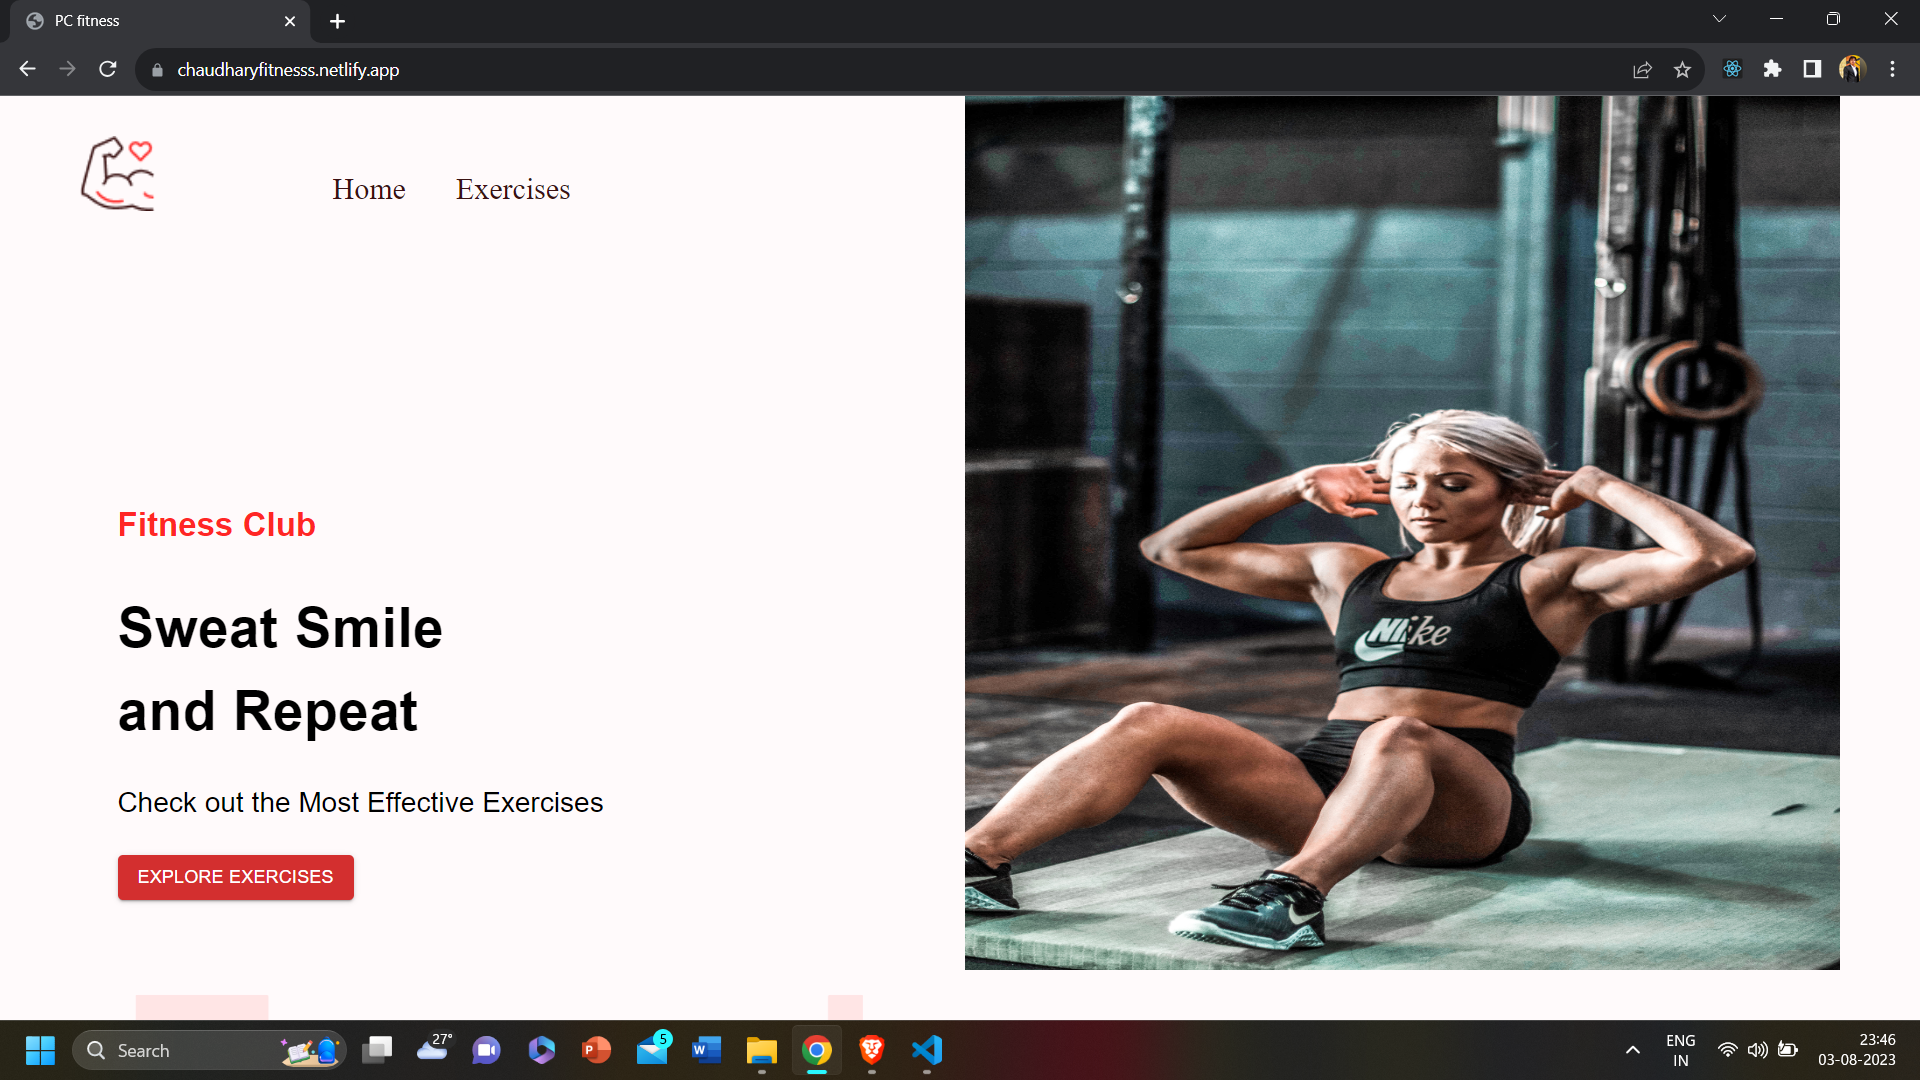 PC fitness
chaudharyfitnesss.netlify.app
Home Exercises
Fitness Club
Sweat Smile
and Repeat
Check out the Most Effective Exercises
EXPLORE EXERCISES
Nike
Search
27°
5
ENG
IN
23:46
03-08-2023